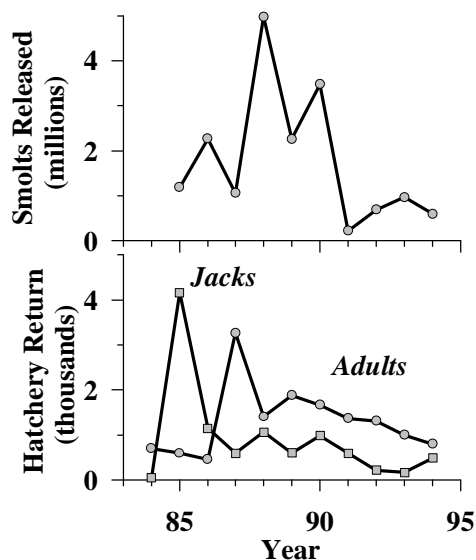 Smolts Released
(millions)
4
2
0
Jacks
Adults
Hatchery Return
(thousands)
4
2
0
85 90 95
Year